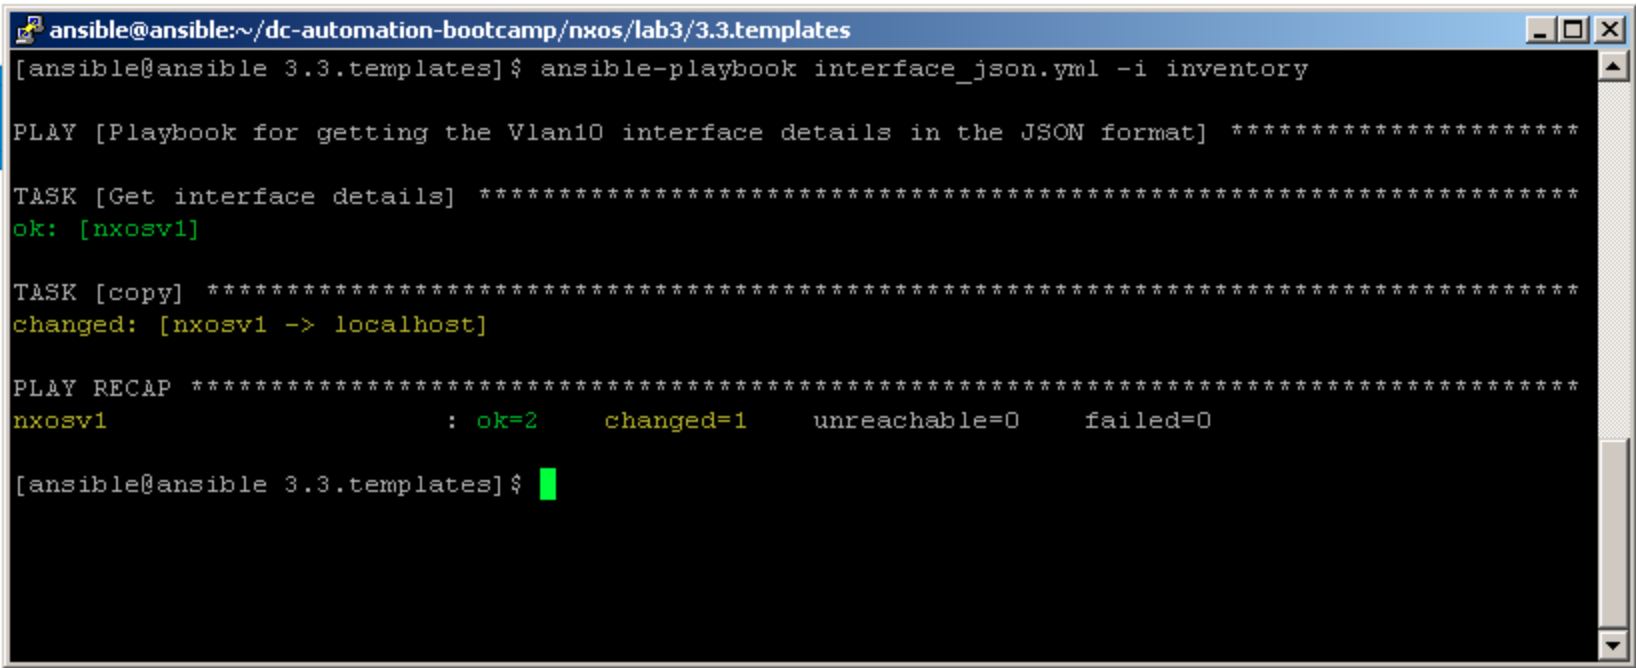 ansible@ansible:~/dc-automation-bootcamp/nxos/lab3/3.3.templates
[ansible@ansible 3.3.templates]$ ansible-playbook interface_json.yml -i inventory
PLAY [Playbook for getting the Vlan10 interface details in the JSON format] **********************
TASK [Get interface details] *********************************************************************
ok: [nxosv1]
TASK [copy] **************************************************************************************
changed: [nxosv1 -> localhost]
PLAY RECAP ***************************************************************************************
nxosv1                     : ok=2    changed=1    unreachable=0    failed=0
[ansible@ansible 3.3.templates]$